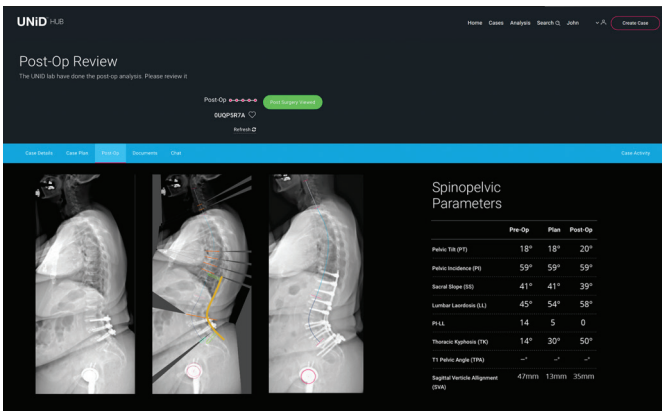 UNiD HUB
Home Cases Analysis Search John Create Case
Post-Op Review
The UNID lab have done the post-op analysis. Please review it
Post-Op Post Surgery Viewed
0UQPSR7A
Refresh
Case Details Case Plan Post-Op Documents Chat Case Activity
Spinopelvic
Parameters
Pre-Op Plan Post-Op
Pelvic Tilt (PT) 18° 18° 20°
Pelvic Incidence (PI) 59° 59° 59°
Sacral Slope (SS) 41° 41° 39°
Lumbar Laordosis (LL) 45° 54° 58°
PI-LL 14 5 0
Thoracic Kyphosis (TK) 14° 30° 50°
T1 Pelvic Angle (TPA) --° --° --°
Sagittal Verticle Allignment 47mm 13mm 35mm
(SVA)